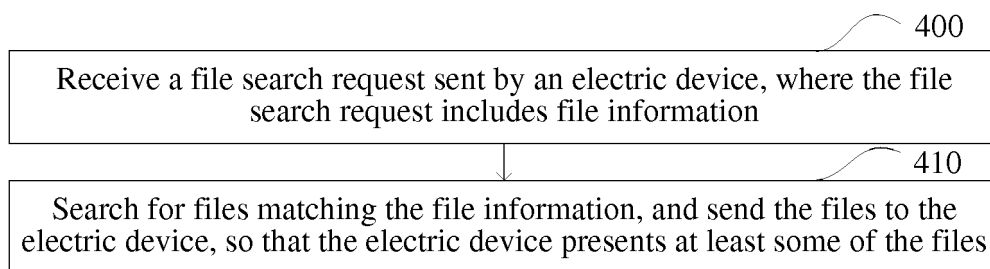 400
Receive a file search request sent by an electric device, where the file
search request includes file information
410
Search for files matching the file information, and send the files to the
electric device, so that the electric device presents at least some of the files